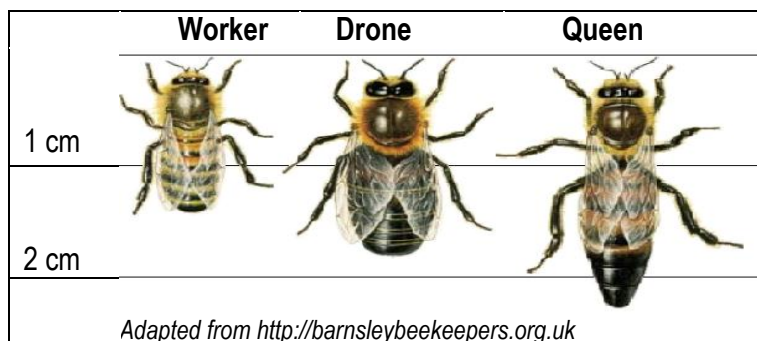 Worker Drone Queen
1 cm
2 cm
Adapted from http://barnsleybeekeepers.org.uk